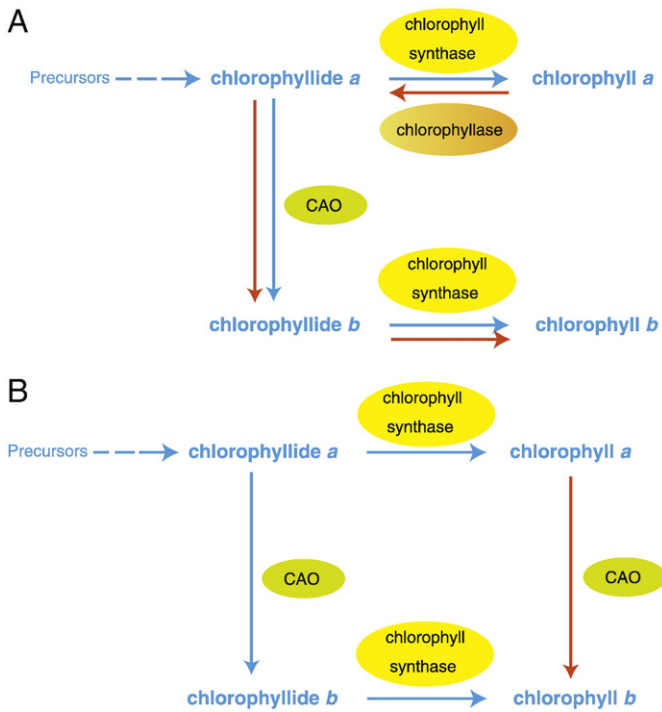 A
chlorophyll
synthase
Precursors
chlorophyllide a
chlorophyll a
chlorophyllase
CAO
chlorophyll
synthase
chlorophyllide b
chlorophyll b
B
chlorophyll
synthase
Precursors
chlorophyllide a
chlorophyll a
CAO
CAO
chlorophyll
synthase
chlorophyllide b
chlorophyll b